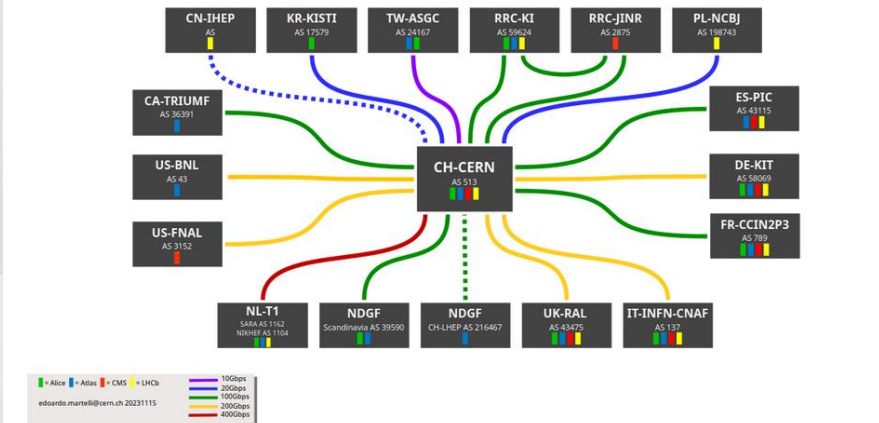 CN-IHEP
AS
KR-KISTI
AS 17579
TW-ASGC
AS 24167
RRC-KI
AS 59624
RRC-JINR
AS 2875
PL-NCBJ
AS 198743
CA-TRIUMF
AS 36391
ES-PIC
AS 43115
US-BNL
AS 43
CH-CERN
AS 513
DE-KIT
AS 58069
US-FNAL
AS 3152
FR-CCIN2P3
AS 789
NL-T1
SARA AS 1162
NIKHEF AS 1104
NDGF
Scandinavia AS 39590
NDGF
CH-LHEP AS 216467
UK-RAL
AS 43475
IT-INFN-CNAF
AS 137
= Alice = Atlas = CMS = LHCb
edoardo.martelli@cern.ch 20231115
10Gbps
20Gbps
100Gbps
200Gbps
400Gbps